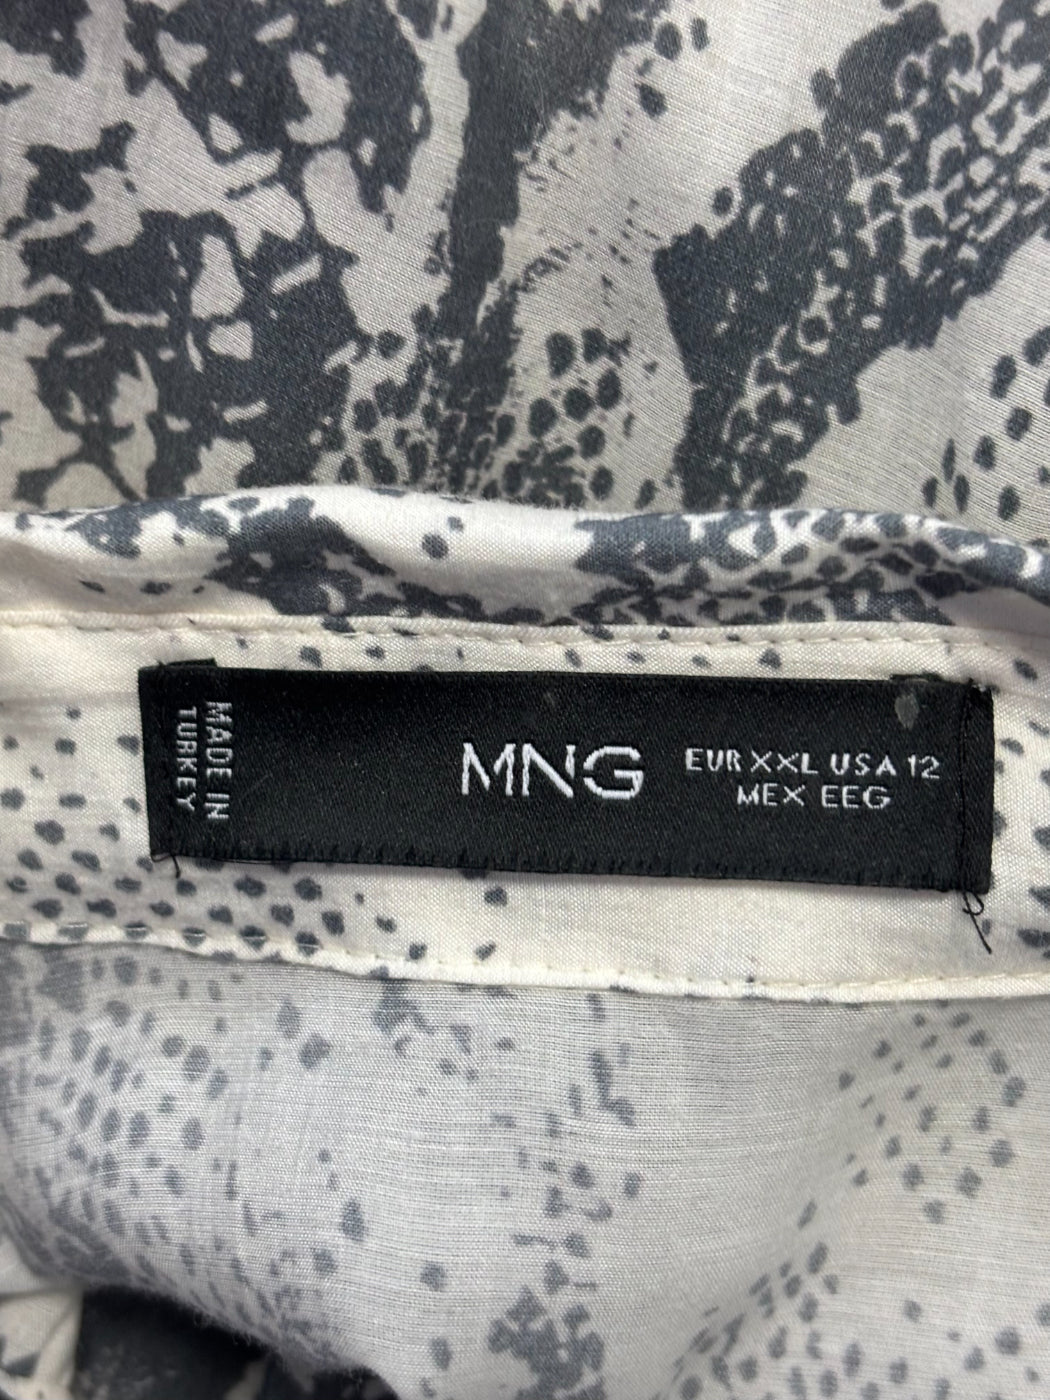 MADE IN
TURKEY
MNG
EUR XXL USA 12
MEX EEG